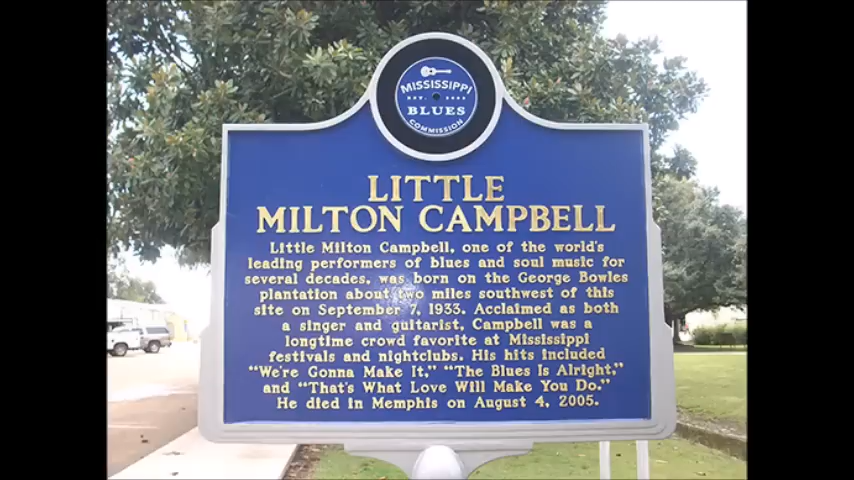 MISSISSIPPI
BLUES
COMMISSION
LITTLE
MILTON CAMPBELL
Little Milton Campbell, one of the world's
leading performers of blues and soul music for
several decades, was born on the George Bowles
plantation about two miles southwest of this
site on September 7, 1933. Acclaimed as both
a singer and guitarist, Campbell was a
longtime crowd favorite at Mississippi
festivals and nightclubs. His hits included
“We're Gonna Make It,” “The Blues Is Alright,”
and “That's What Love Will Make You Do.”
He died in Memphis on August 4, 2005.